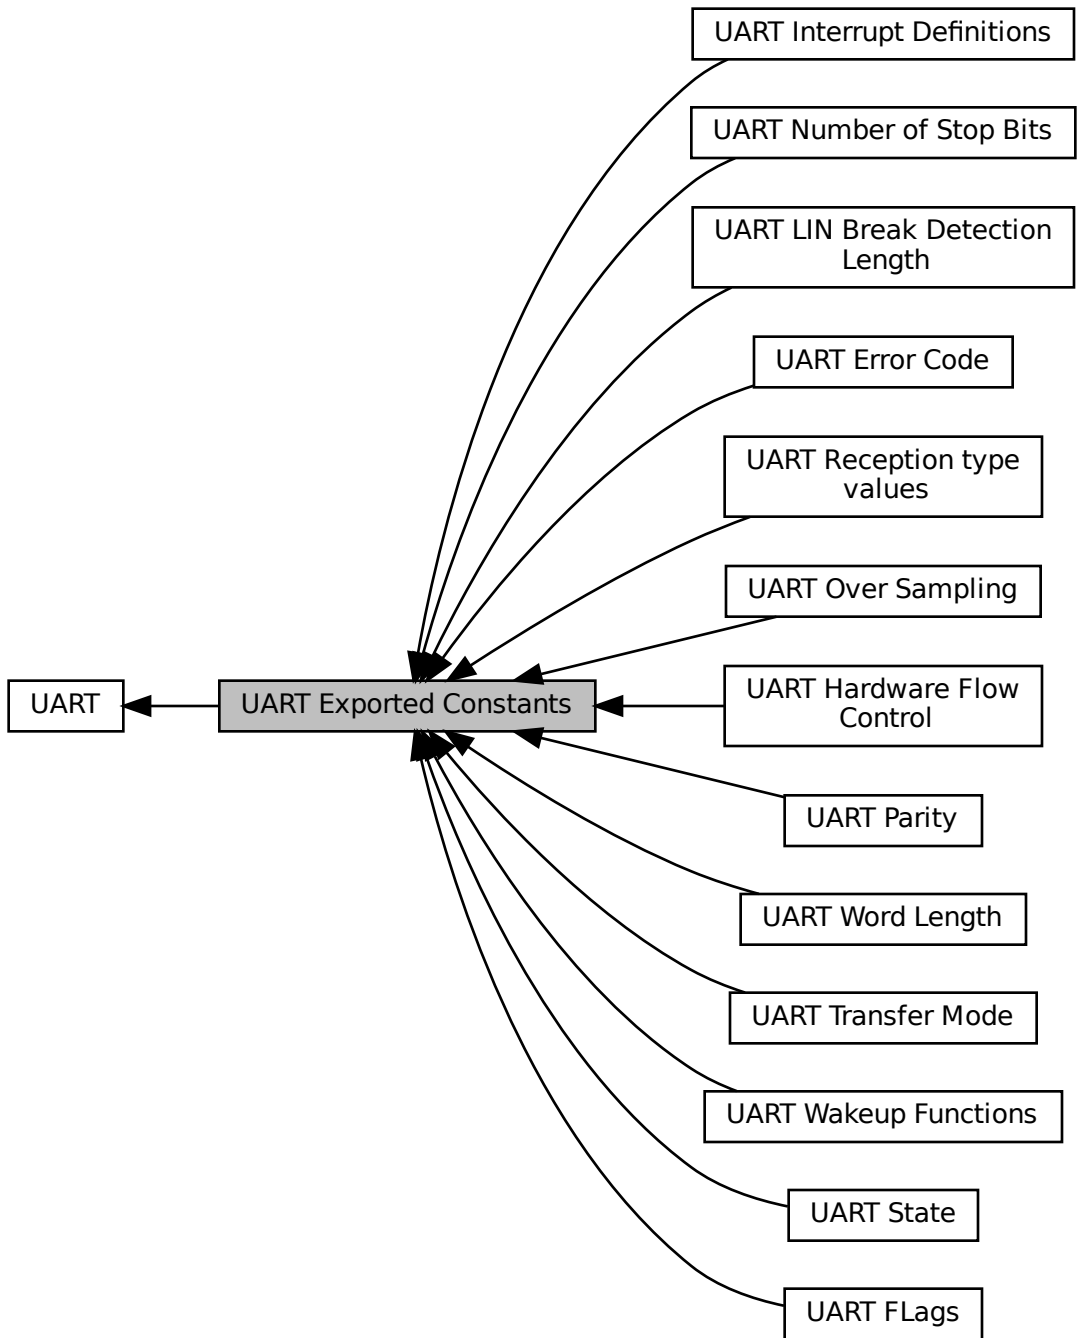 UART Interrupt Definitions
UART Number of Stop Bits
UART LIN Break Detection
Length
UART Error Code
UART Reception type
values
UART Over Sampling
UART
UART Exported Constants
UART Hardware Flow
Control
UART Parity
UART Word Length
UART Transfer Mode
UART Wakeup Functions
UART State
UART FLags